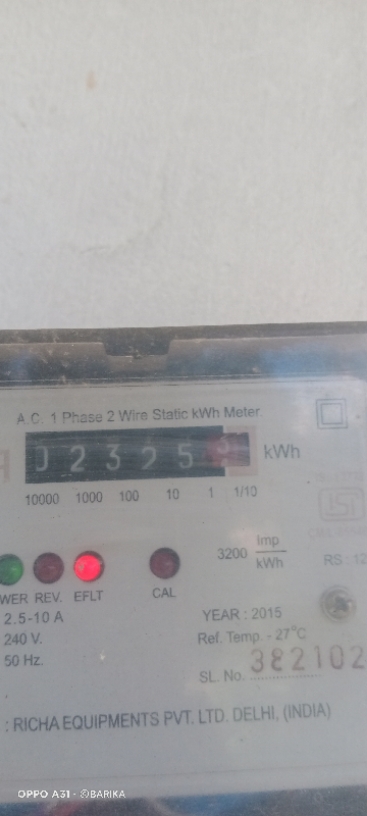 A.C. 1 Phase 2 Wire Static kWh Meter.
02325 kWh
10000 1000 100 10 1 1/10
3200 Imp/kWh
RS : 12
WER REV. EFLT CAL
2.5-10 A
YEAR : 2015
240 V.
Ref. Temp. - 27°C
50 Hz.
SL. No. 382102
: RICHA EQUIPMENTS PVT. LTD. DELHI, (INDIA)
OPPO A31 · ©BARIKA